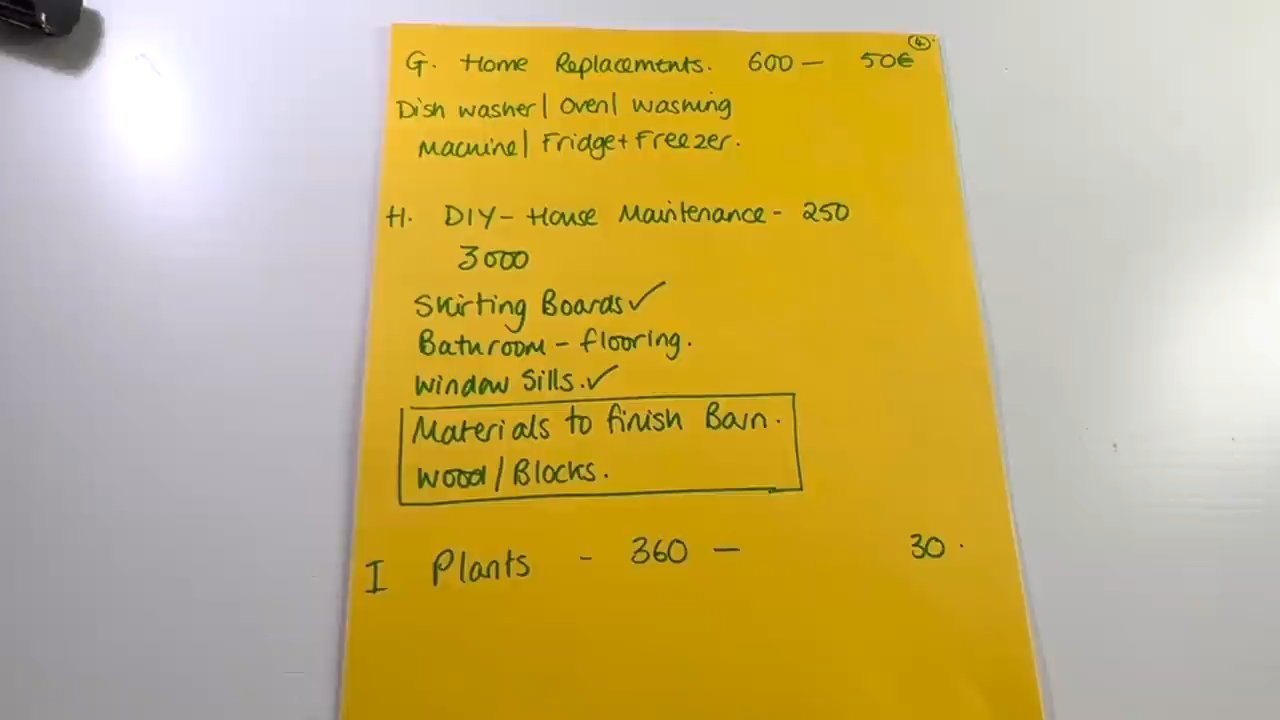 4
G. Home Replacements. 600 — 50€
Dish washer/ Oven/ washing
Machine/ Fridge + Freezer.
H. DIY - House Maintenance - 250
3000
Skirting Boards ✓
Bathroom - flooring.
Window Sills. ✓
Materials to finish Barn.
Wood / Blocks.
I Plants - 360 — 30.